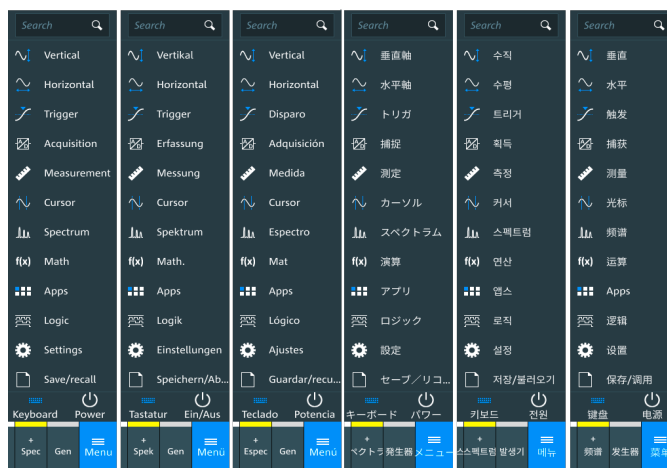 Search
Vertical
Horizontal
Trigger
Acquisition
Measurement
Cursor
Spectrum
f(x) Math
Apps
Logic
Settings
Save/recall
Keyboard Power
+
Spec Gen Menu
Search
Vertikal
Horizontal
Trigger
Erfassung
Messung
Cursor
Spektrum
f(x) Math.
Apps
Logik
Einstellungen
Speichern/Ab...
Tastatur Ein/Aus
+
Spek Gen Menü
Search
Vertical
Horizontal
Disparo
Adquisición
Medida
Cursor
Espectro
f(x) Mat
Apps
Lógico
Ajustes
Guardar/recu...
Teclado Potencia
+
Espec Gen Menú
Search
垂直軸
水平軸
トリガ
捕捉
測定
カーソル
スペクトラム
f(x) 演算
アプリ
ロジック
設定
セーブ／リコ...
キーボード パワー
+
ペクトラ 発生器 メニュー
Search
수직
수평
트리거
획득
측정
커서
스펙트럼
f(x) 연산
앱스
로직
설정
저장/불러오기
키보드 전원
+
스펙트럼 발생기 메뉴
Search
垂直
水平
触发
捕获
测量
光标
频谱
f(x) 运算
Apps
逻辑
设置
保存/调用
键盘 电源
+
频谱 发生器 菜单